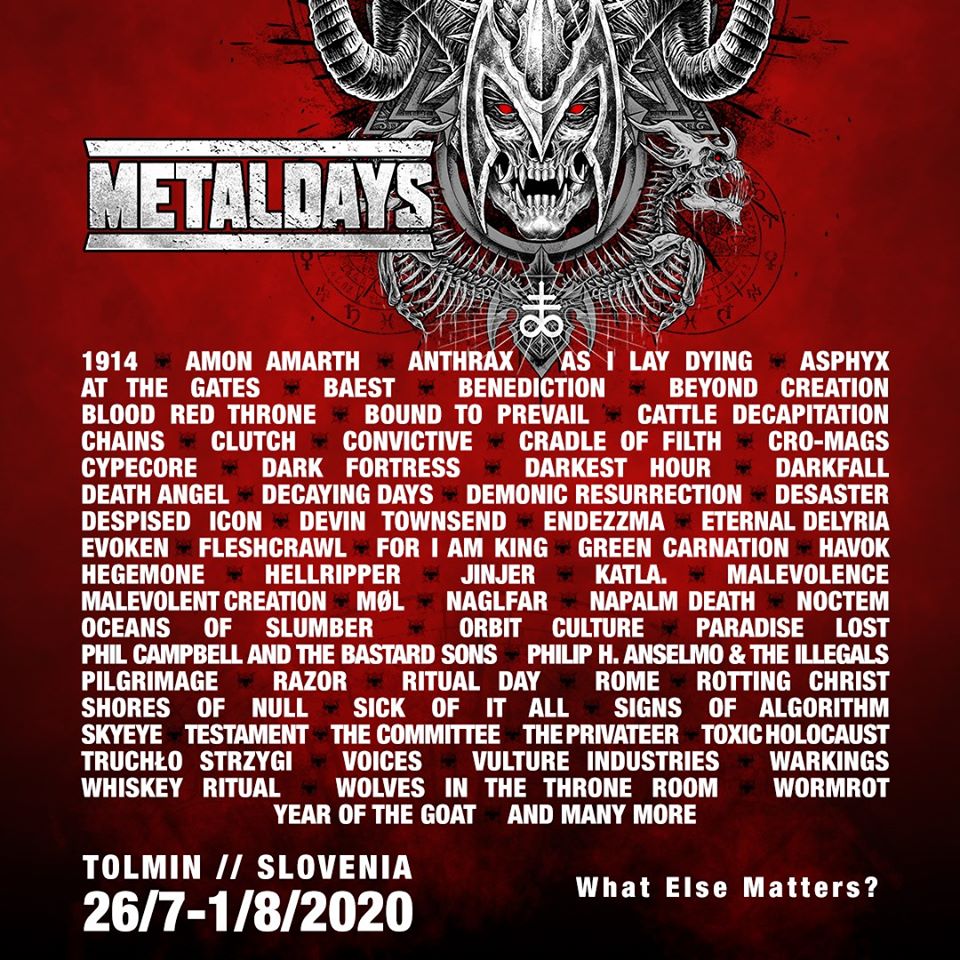 METALDAYS
1914 AMON AMARTH ANTHRAX AS I LAY DYING ASPHYX
AT THE GATES BAEST BENEDICTION BEYOND CREATION
BLOOD RED THRONE BOUND TO PREVAIL CATTLE DECAPITATION
CHAINS CLUTCH CONVICTIVE CRADLE OF FILTH CRO-MAGS
CYPECORE DARK FORTRESS DARKEST HOUR DARKFALL
DEATH ANGEL DECAYING DAYS DEMONIC RESURRECTION DESASTER
DESPISED ICON DEVIN TOWNSEND ENDEZZMA ETERNAL DELYRIA
EVOKEN FLESHCRAWL FOR I AM KING GREEN CARNATION HAVOK
HEGEMONE HELLRIPPER JINJER KATLA. MALEVOLENCE
MALEVOLENT CREATION MØL NAGLFAR NAPALM DEATH NOCTEM
OCEANS OF SLUMBER ORBIT CULTURE PARADISE LOST
PHIL CAMPBELL AND THE BASTARD SONS PHILIP H. ANSELMO & THE ILLEGALS
PILGRIMAGE RAZOR RITUAL DAY ROME ROTTING CHRIST
SHORES OF NULL SICK OF IT ALL SIGNS OF ALGORITHM
SKYEYE TESTAMENT THE COMMITTEE THE PRIVATEER TOXIC HOLOCAUST
TRUCHŁO STRZYGI VOICES VULTURE INDUSTRIES WARKINGS
WHISKEY RITUAL WOLVES IN THE THRONE ROOM WORMROT
YEAR OF THE GOAT AND MANY MORE
TOLMIN // SLOVENIA
26/7-1/8/2020
What Else Matters?